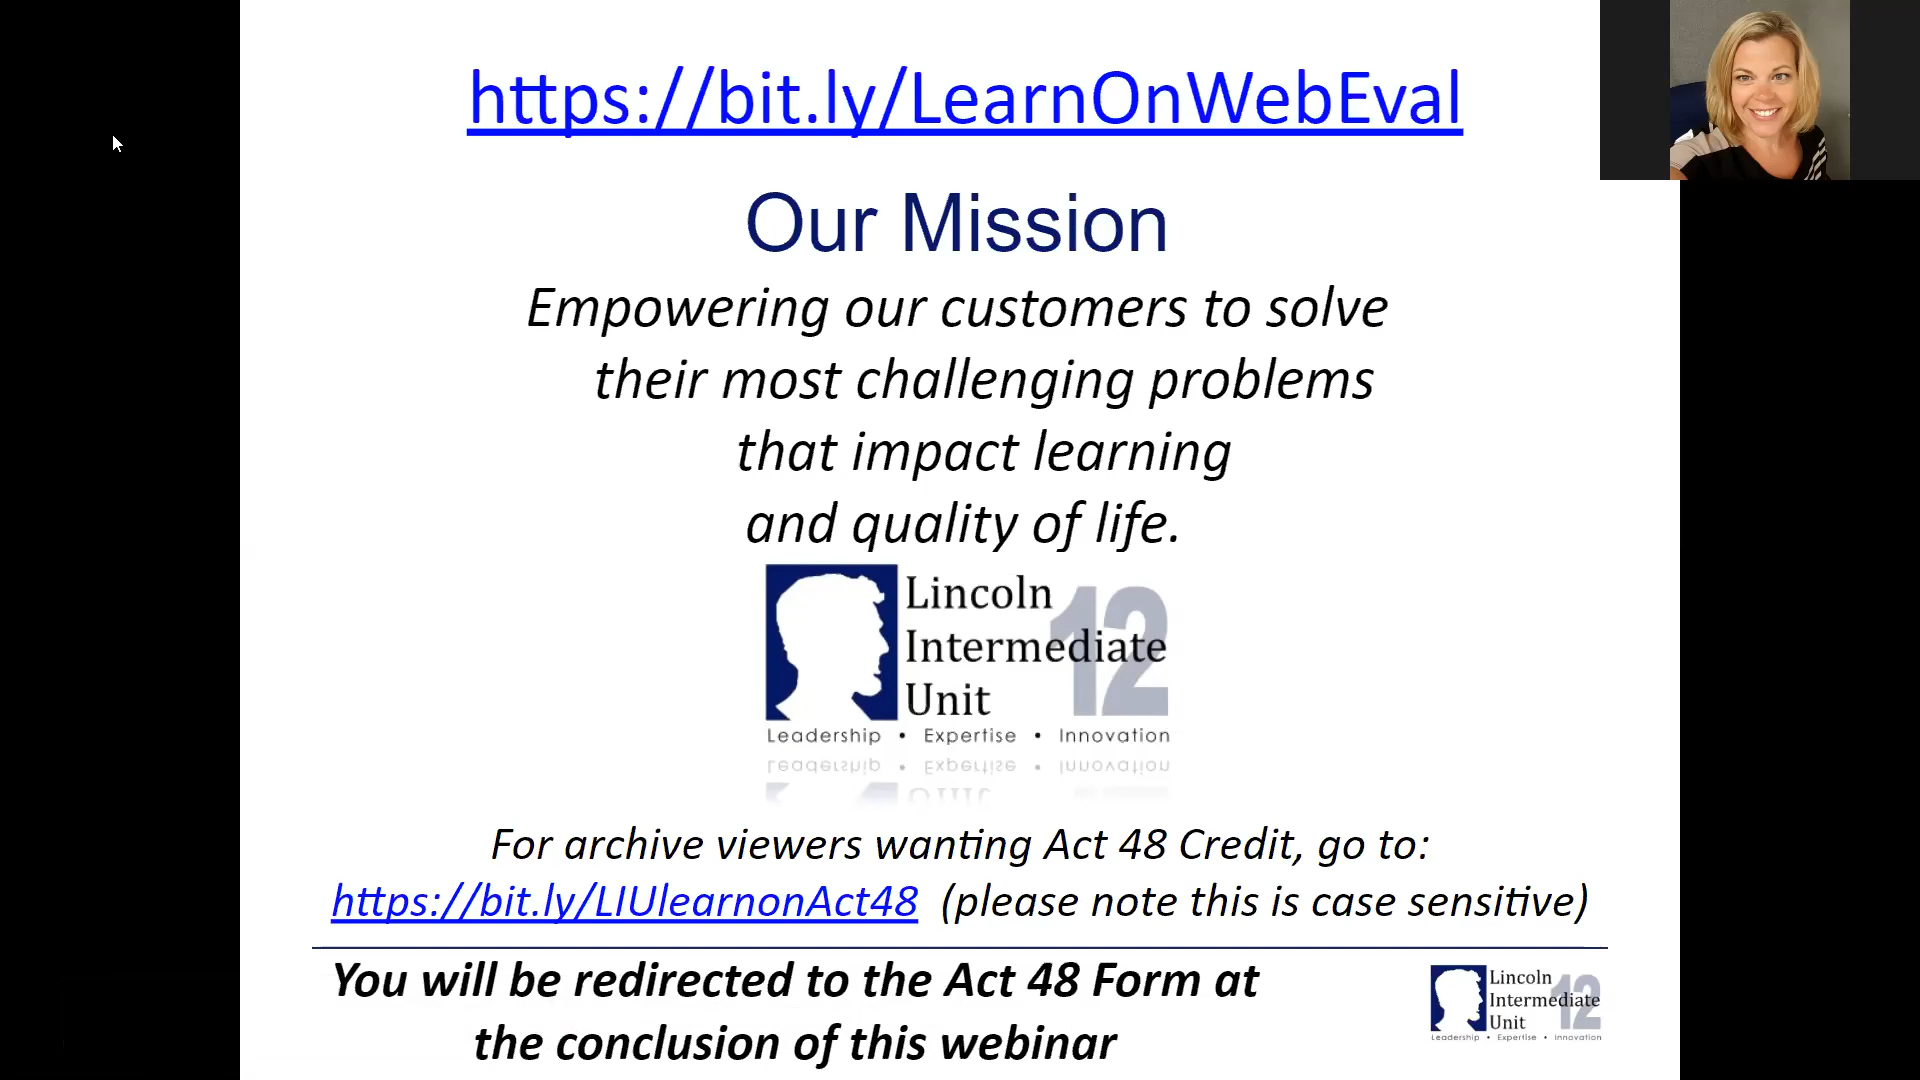 https://bit.ly/LearnOnWebEval
Our Mission
Empowering our customers to solve
their most challenging problems
that impact learning
and quality of life.
Lincoln
Intermediate
Unit
12
Leadership • Expertise • Innovation
For archive viewers wanting Act 48 Credit, go to:
https://bit.ly/LIUlearnonAct48 (please note this is case sensitive)
You will be redirected to the Act 48 Form at
the conclusion of this webinar
Lincoln
Intermediate
Unit
12
Leadership • Expertise • Innovation